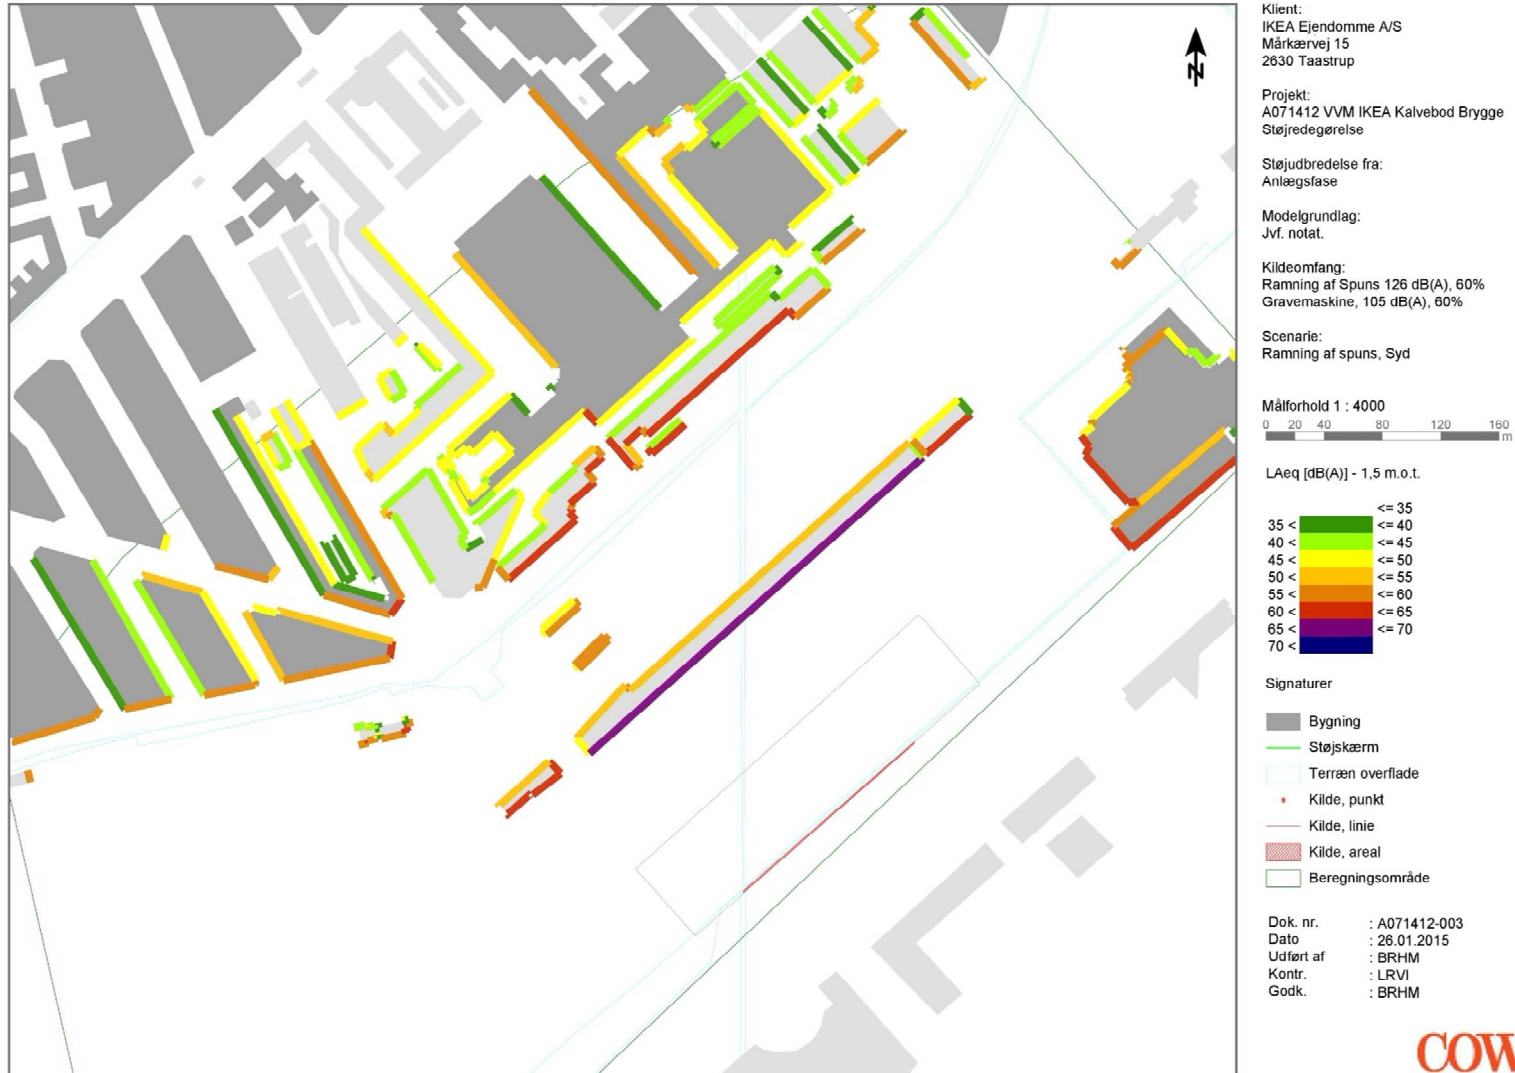 Klient:
IKEA Ejendomme A/S
Mårkærvej 15
2630 Taastrup
Projekt:
A071412 VVM IKEA Kalvebod Brygge
Støjredegørelse
Støjudbredelse fra:
Anlægsfase
Modelgrundlag:
Jvf. notat.
Kildeomfang:
Ramning af Spuns 126 dB(A), 60%
Gravemaskine, 105 dB(A), 60%
Scenarie:
Ramning af spuns, Syd
Målforhold 1 : 4000
0 20 40 80 120 160
m
LAeq [dB(A)] - 1,5 m.o.t.
<= 35
35 < <= 40
40 < <= 45
45 < <= 50
50 < <= 55
55 < <= 60
60 < <= 65
65 < <= 70
70 <
Signaturer
Bygning
Støjskærm
Terræn overflade
Kilde, punkt
Kilde, linie
Kilde, areal
Beregningsområde
Dok. nr. : A071412-003
Dato : 26.01.2015
Udført af : BRHM
Kontr. : LRVI
Godk. : BRHM
N
COW